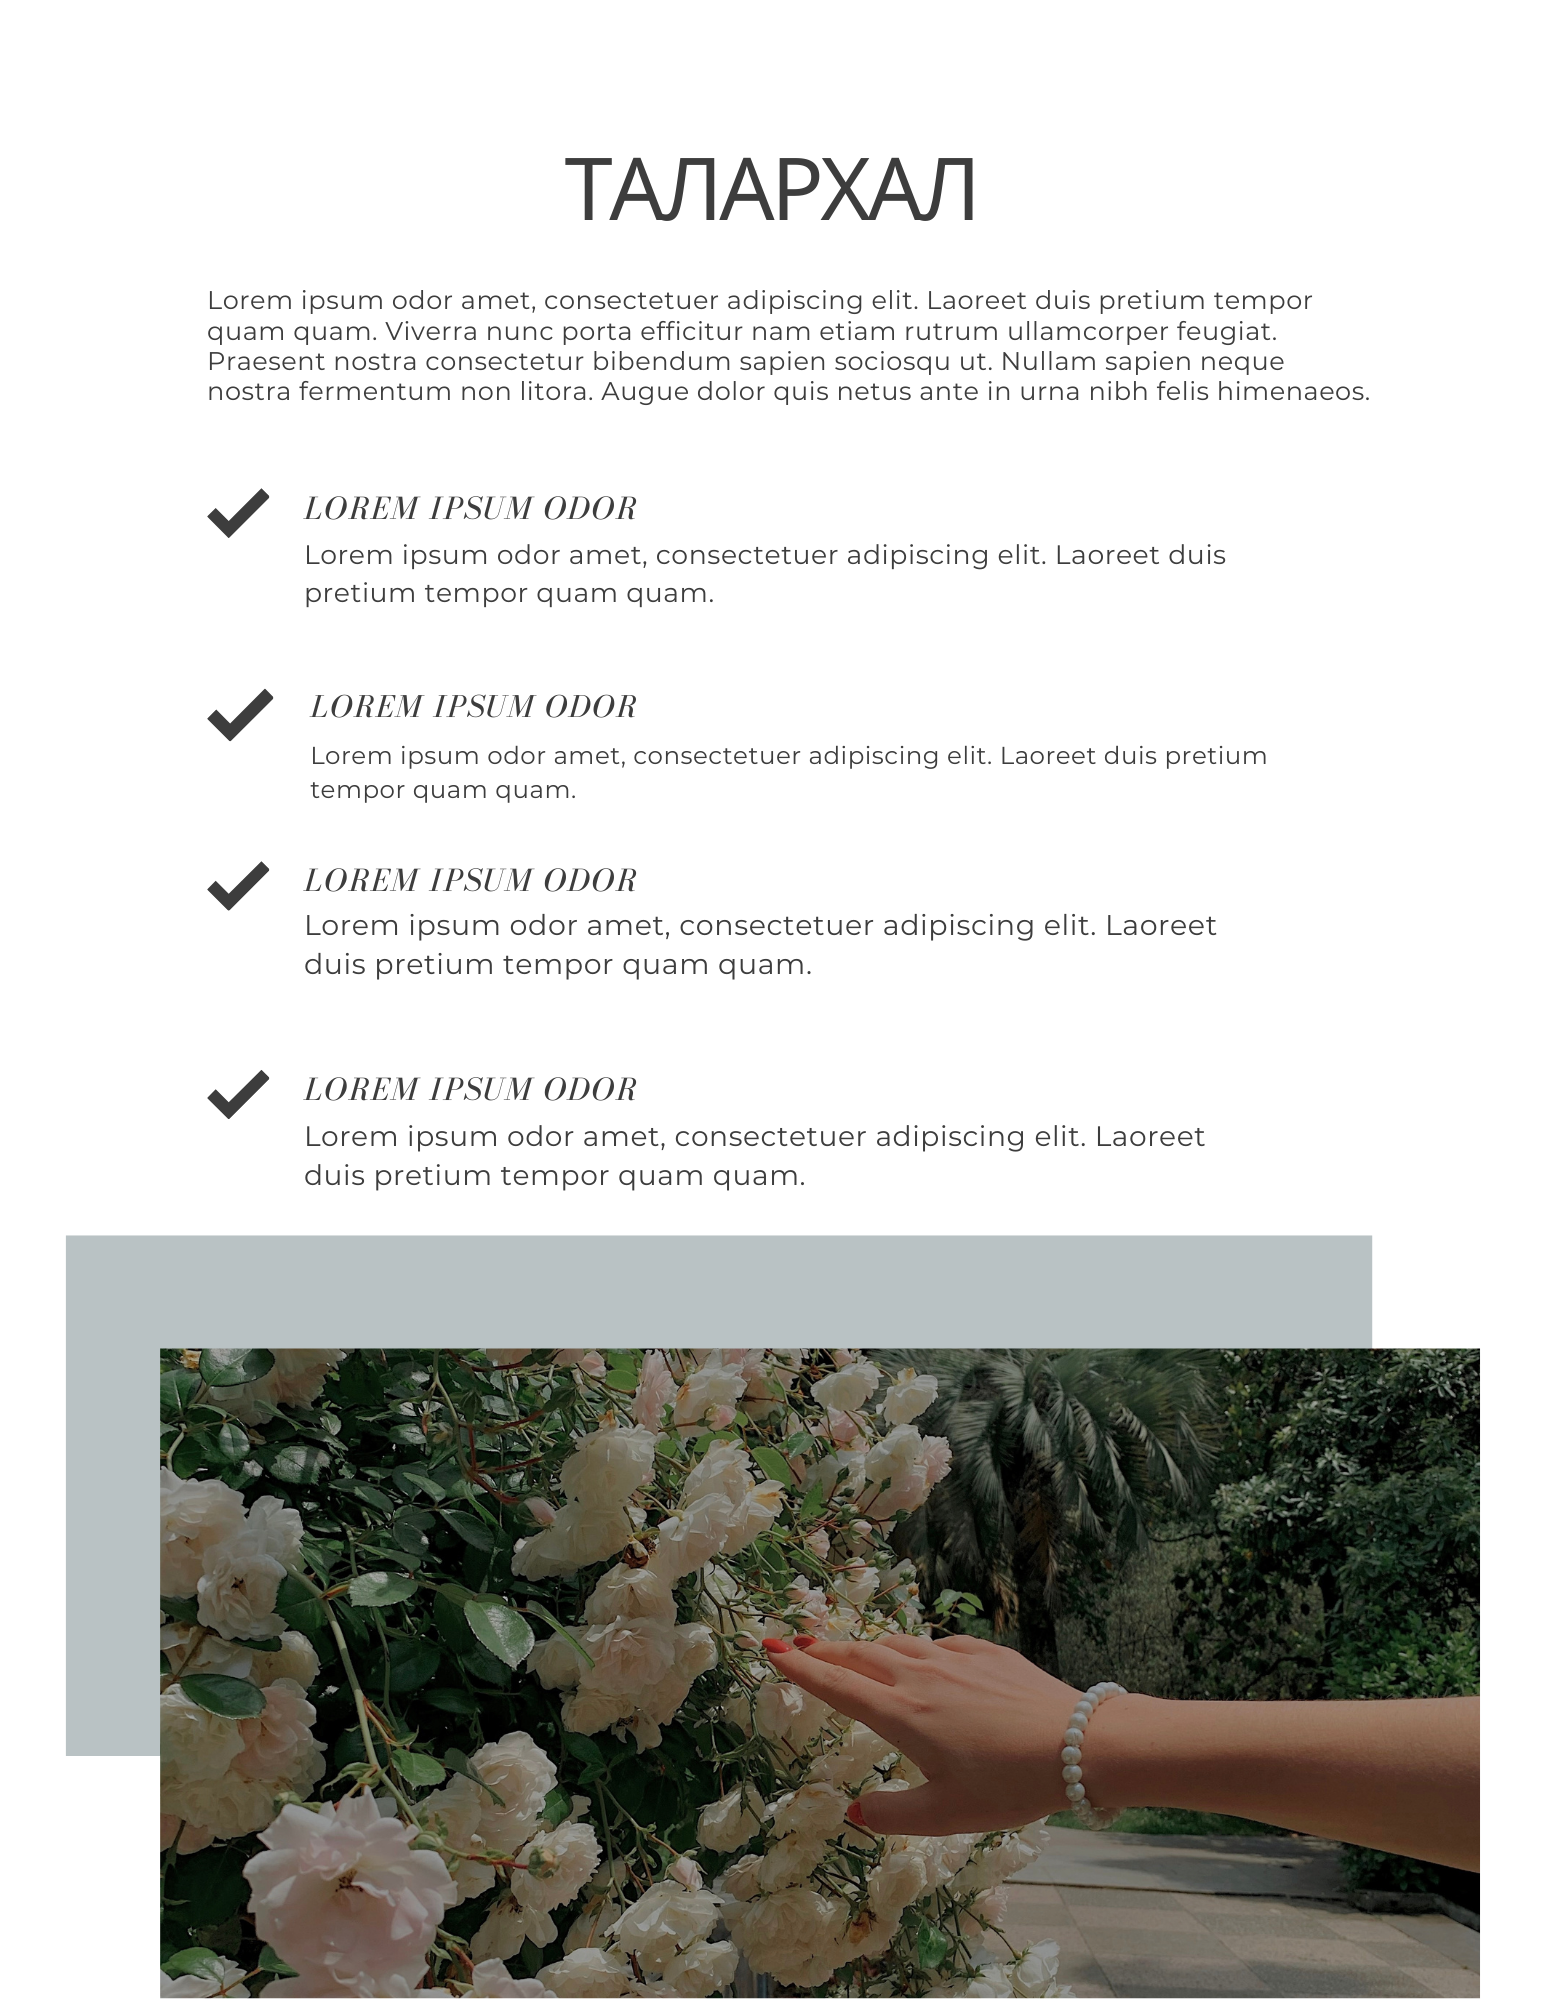 ТАЛАРХАЛ
Lorem ipsum odor amet, consectetuer adipiscing elit. Laoreet duis pretium tempor
quam quam. Viverra nunc porta efficitur nam etiam rutrum ullamcorper feugiat.
Praesent nostra consectetur bibendum sapien sociosqu ut. Nullam sapien neque
nostra fermentum non litora. Augue dolor quis netus ante in urna nibh felis himenaeos.
LOREM IPSUM ODOR
Lorem ipsum odor amet, consectetuer adipiscing elit. Laoreet duis
pretium tempor quam quam.
LOREM IPSUM ODOR
Lorem ipsum odor amet, consectetuer adipiscing elit. Laoreet duis pretium
tempor quam quam.
LOREM IPSUM ODOR
Lorem ipsum odor amet, consectetuer adipiscing elit. Laoreet
duis pretium tempor quam quam.
LOREM IPSUM ODOR
Lorem ipsum odor amet, consectetuer adipiscing elit. Laoreet
duis pretium tempor quam quam.